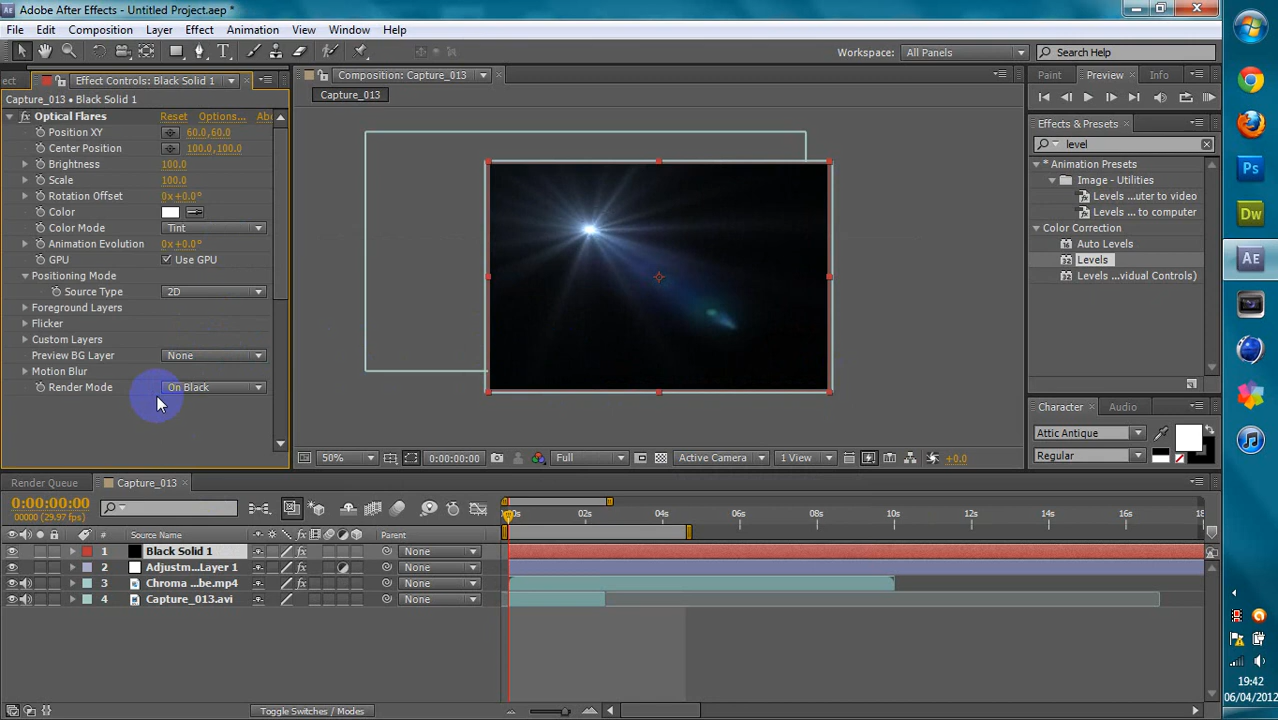 Adobe After Effects - Untitled Project.aep *
File Edit Composition Layer Effect Animation View Window Help
Workspace: All Panels Search Help
ect Effect Controls: Black Solid 1
Capture_013 • Black Solid 1
fx Optical Flares Reset Options... Abo
Position XY 60.0,60.0
Center Position 100.0,100.0
Brightness 100.0
Scale 100.0
Rotation Offset 0x+0.0°
Color
Color Mode Tint
Animation Evolution 0x+0.0°
GPU Use GPU
Positioning Mode
Source Type 2D
Foreground Layers
Flicker
Custom Layers
Preview BG Layer None
Motion Blur
Render Mode On Black
Composition: Capture_013
Capture_013
50% 0:00:00:00 Full Active Camera 1 View +0.0
Paint Preview Info
Effects & Presets
level
* Animation Presets
Image - Utilities
Levels ...uter to video
Levels ... to computer
Color Correction
Auto Levels
Levels
Levels ...vidual Controls)
Character Audio
Attic Antique
Regular
Render Queue Capture_013
0:00:00:00
00000 (29.97 fps)
# Source Name Parent
00s 02s 04s 06s 08s 10s 12s 14s 16s 18
1 Black Solid 1 fx None
2 Adjustm...Layer 1 None
3 Chroma ...be.mp4 fx None
4 Capture_013.avi None
Toggle Switches / Modes
Ps
Dw
Ae
19:42
06/04/2012